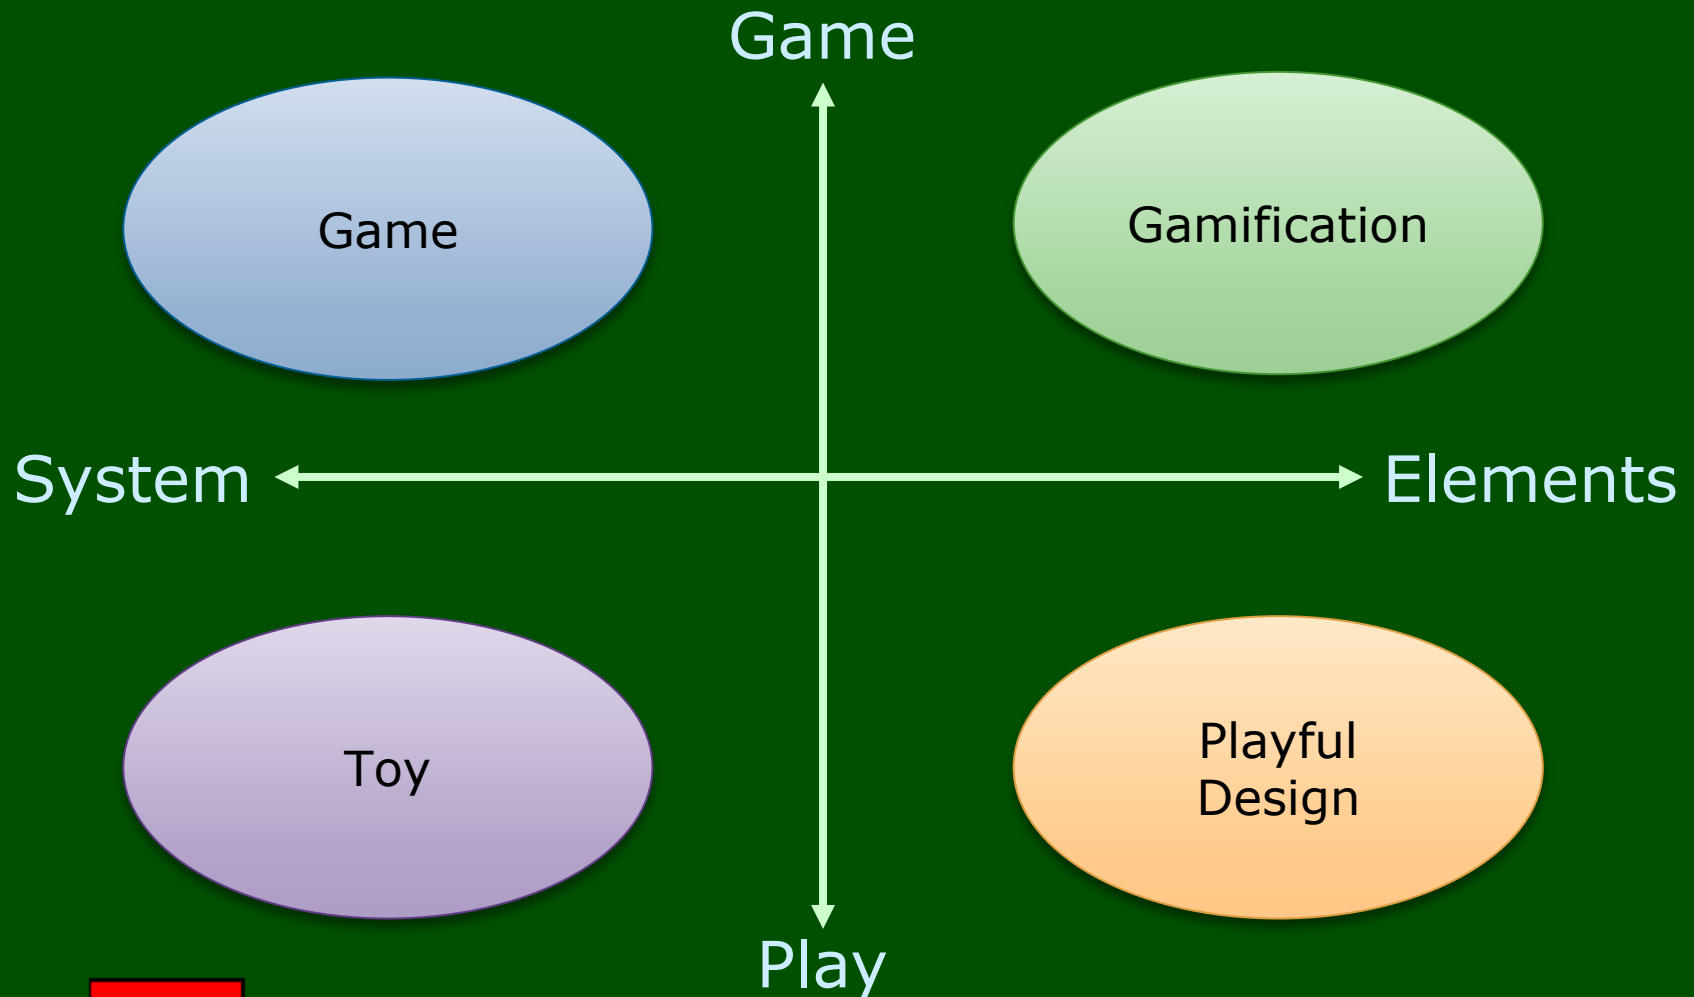 Game
Game
Gamification
System
Elements
Toy
Playful
Design
Play